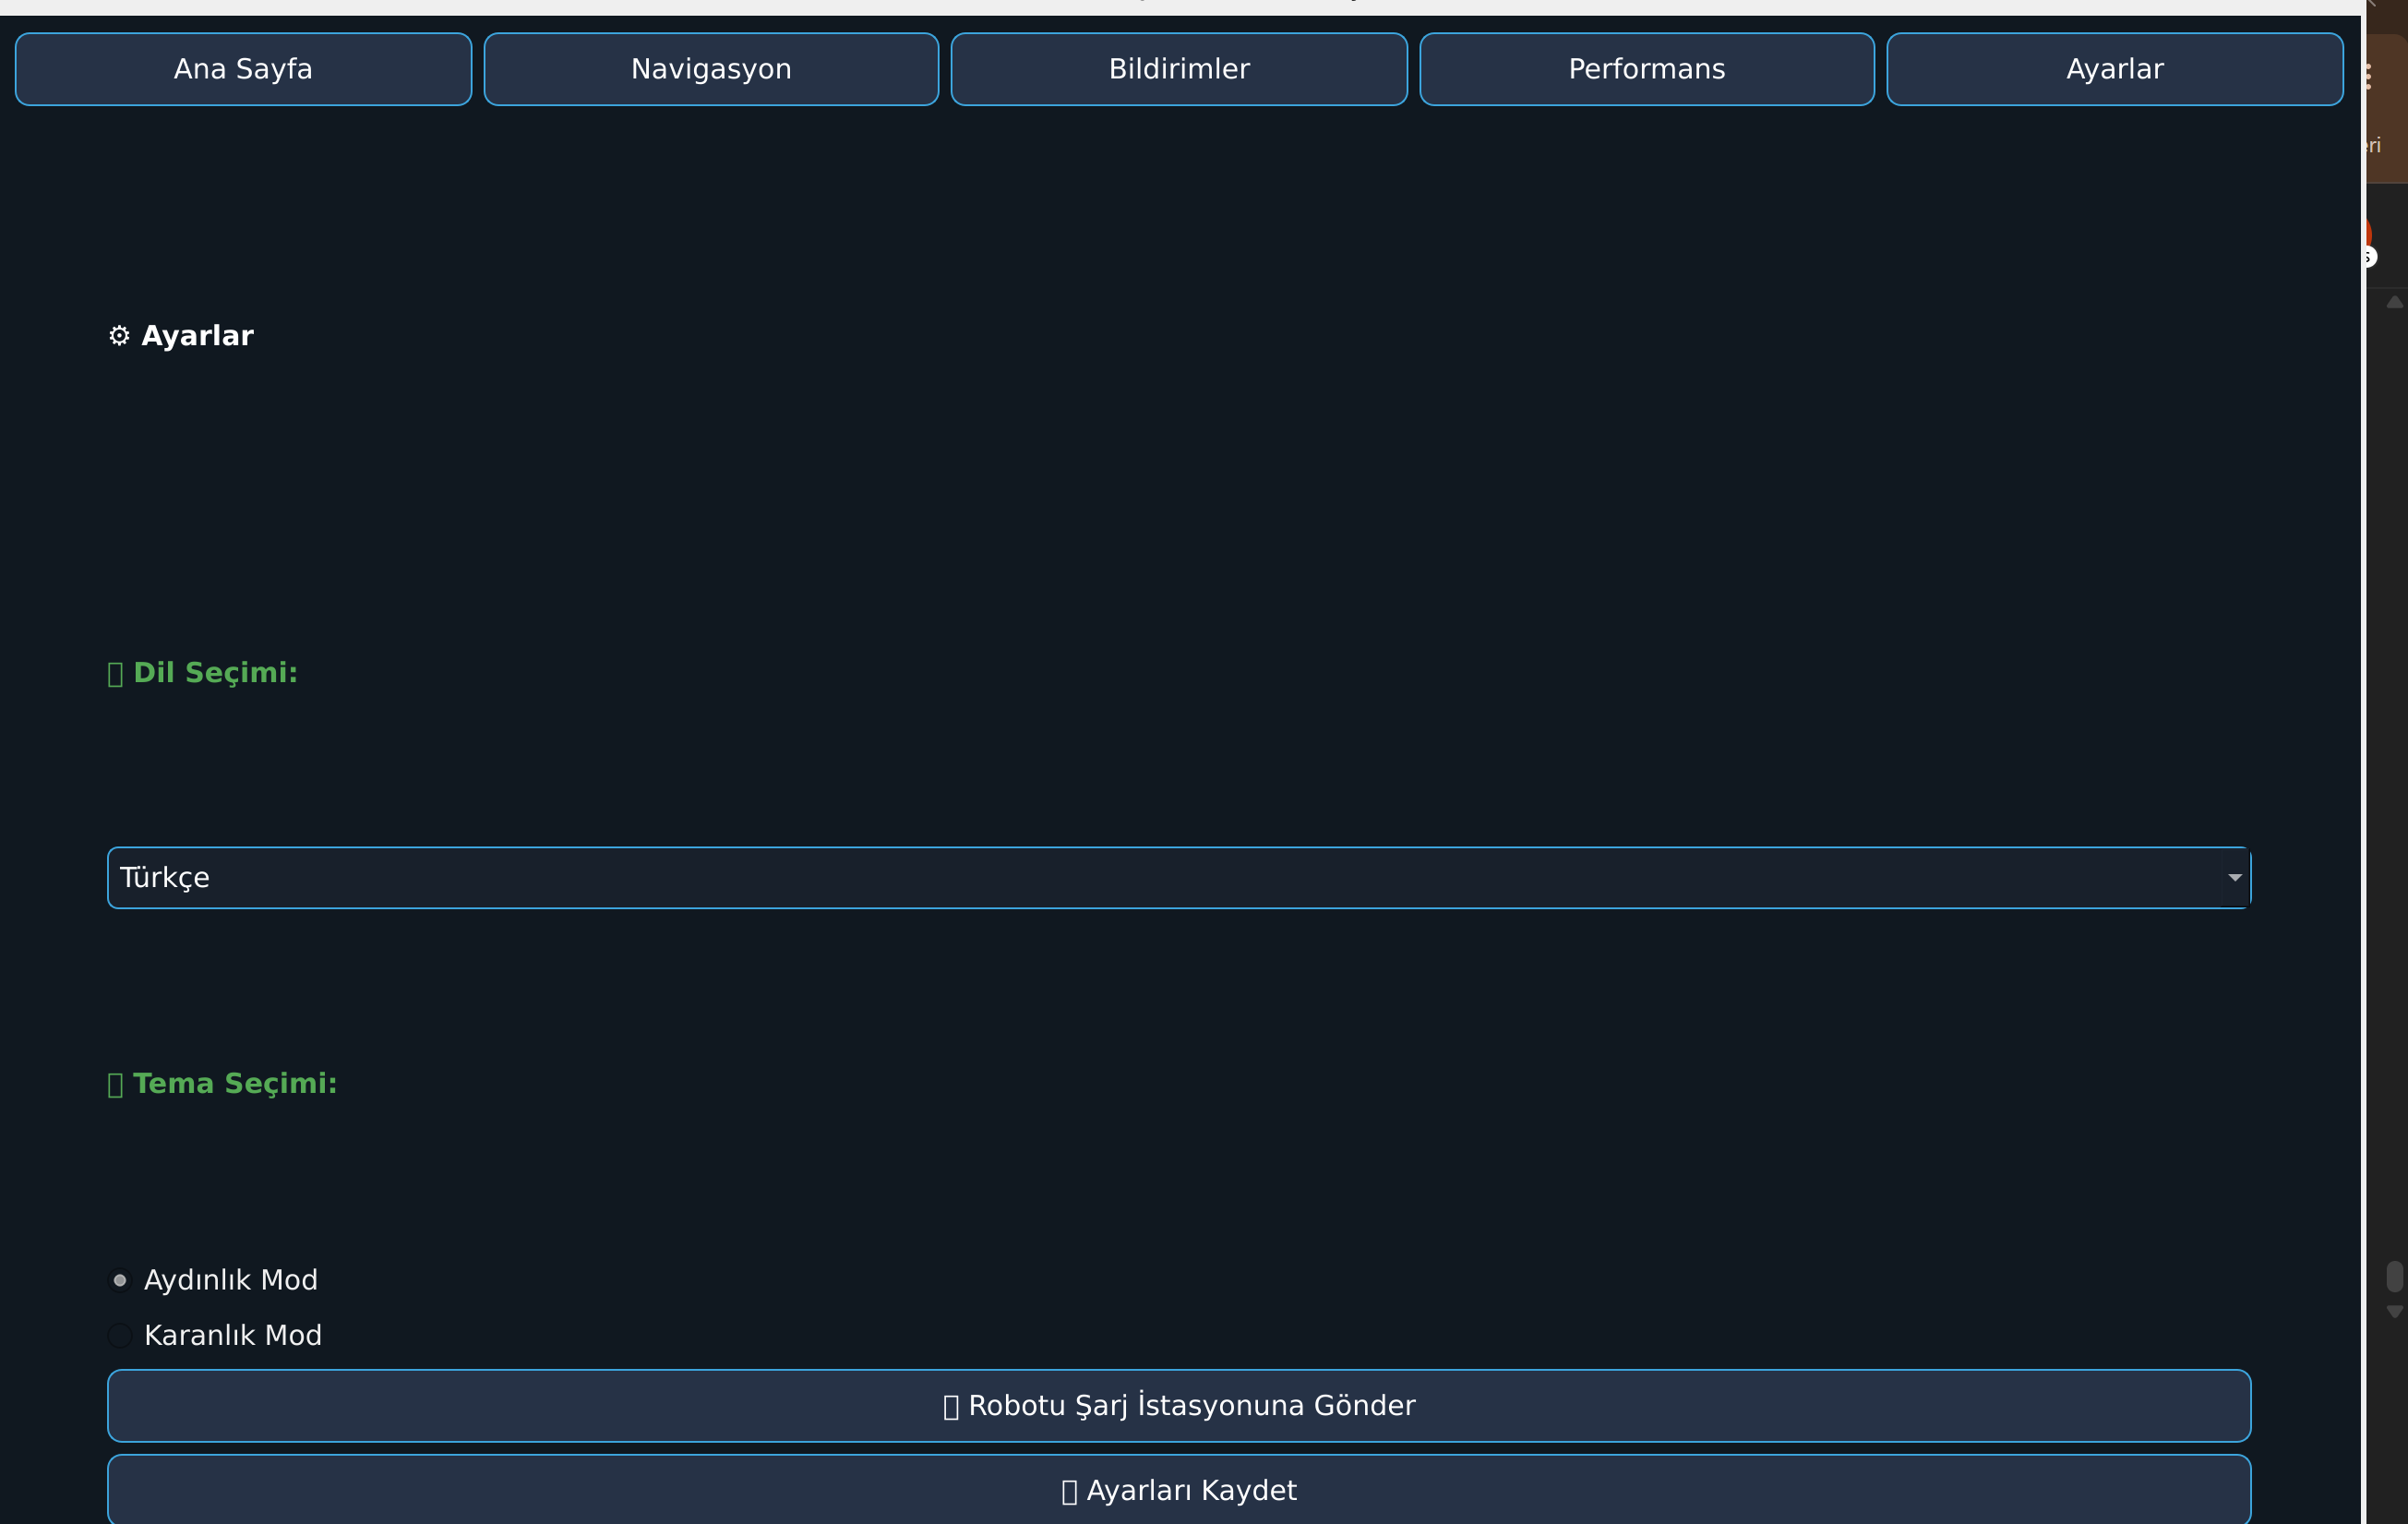 Ana Sayfa Navigasyon Bildirimler Performans Ayarlar
⚙ Ayarlar
Dil Seçimi:
Türkçe
Tema Seçimi:
Aydınlık Mod
Karanlık Mod
Robotu Şarj İstasyonuna Gönder
Ayarları Kaydet